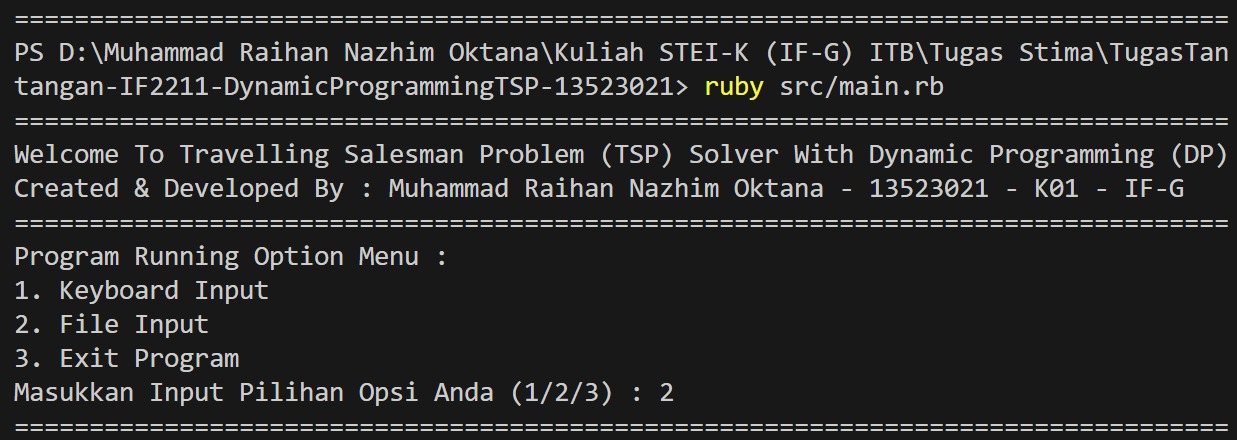 =================================================================================
PS D:\Muhammad Raihan Nazhim Oktana\Kuliah STEI-K (IF-G) ITB\Tugas Stima\TugasTan
tangan-IF2211-DynamicProgrammingTSP-13523021> ruby src/main.rb
=================================================================================
Welcome To Travelling Salesman Problem (TSP) Solver With Dynamic Programming (DP)
Created & Developed By : Muhammad Raihan Nazhim Oktana - 13523021 - K01 - IF-G
=================================================================================
Program Running Option Menu :
1. Keyboard Input
2. File Input
3. Exit Program
Masukkan Input Pilihan Opsi Anda (1/2/3) : 2
=================================================================================